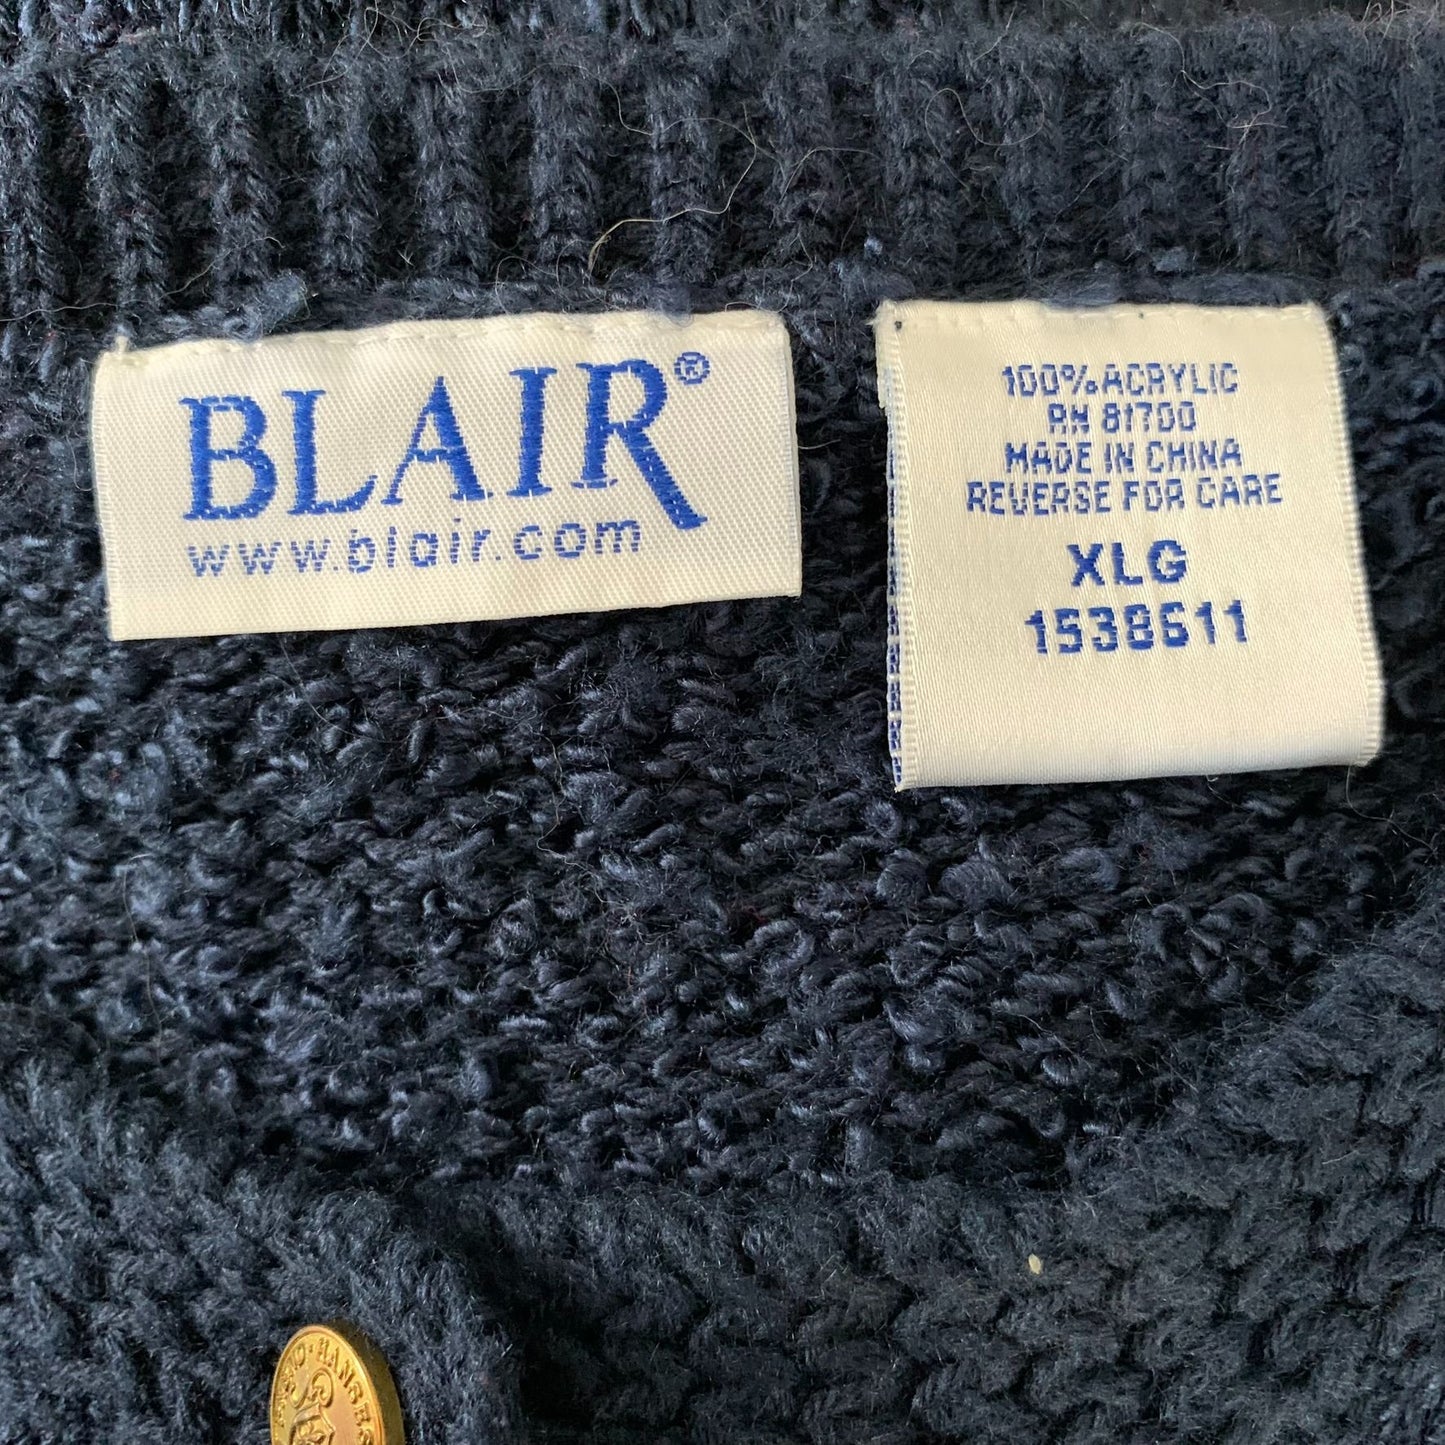 BLAIR®
www.blair.com
100% ACRYLIC
RN 81700
MADE IN CHINA
REVERSE FOR CARE
XLG
1538611